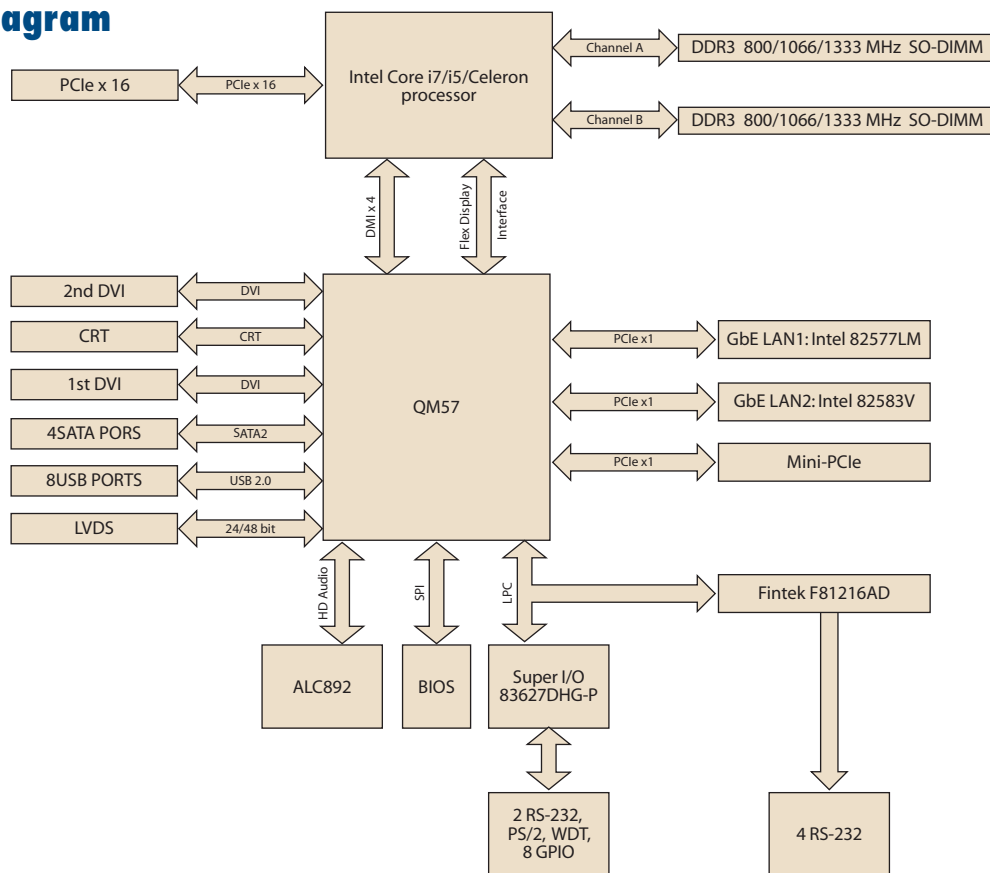 agram
PCIe x 16
PCIe x 16
Intel Core i7/i5/Celeron
processor
Channel A
DDR3 800/1066/1333 MHz SO-DIMM
Channel B
DDR3 800/1066/1333 MHz SO-DIMM
DMI x 4
Flex Display
Interface
2nd DVI
DVI
CRT
CRT
1st DVI
DVI
4SATA PORS
SATA2
8USB PORTS
USB 2.0
LVDS
24/48 bit
QM57
PCIe x1
GbE LAN1: Intel 82577LM
PCIe x1
GbE LAN2: Intel 82583V
PCIe x1
Mini-PCIe
HD Audio
SPI
LPC
Fintek F81216AD
ALC892
BIOS
Super I/O
83627DHG-P
2 RS-232,
PS/2, WDT,
8 GPIO
4 RS-232